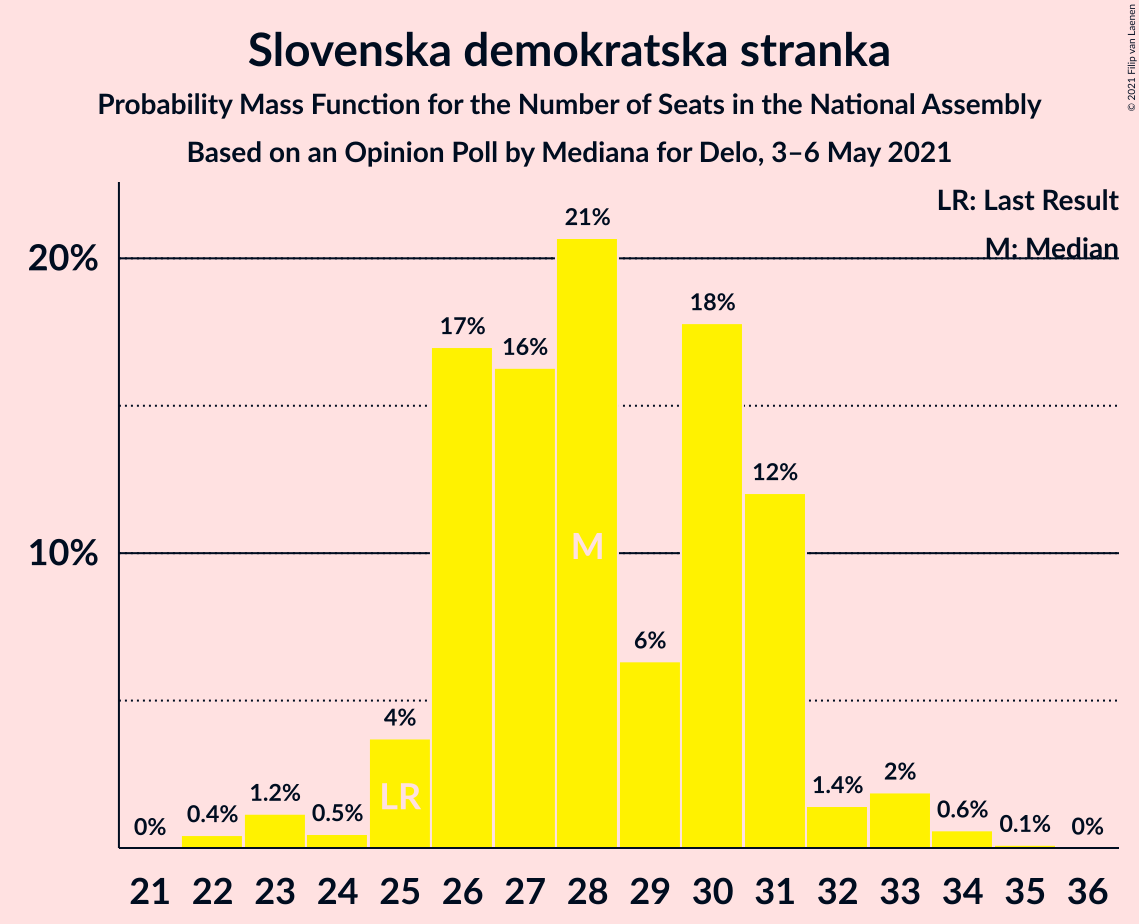 Slovenska demokratska stranka
Probability Mass Function for the Number of Seats in the National Assembly
Based on an Opinion Poll by Mediana for Delo, 3–6 May 2021
© 2021 Filip van Laenen
LR: Last Result
M: Median
20%
10%
0%
0.4%
1.2%
0.5%
4%
17%
16%
21%
6%
18%
12%
1.4%
2%
0.6%
0.1%
0%
LR
M
21 22 23 24 25 26 27 28 29 30 31 32 33 34 35 36